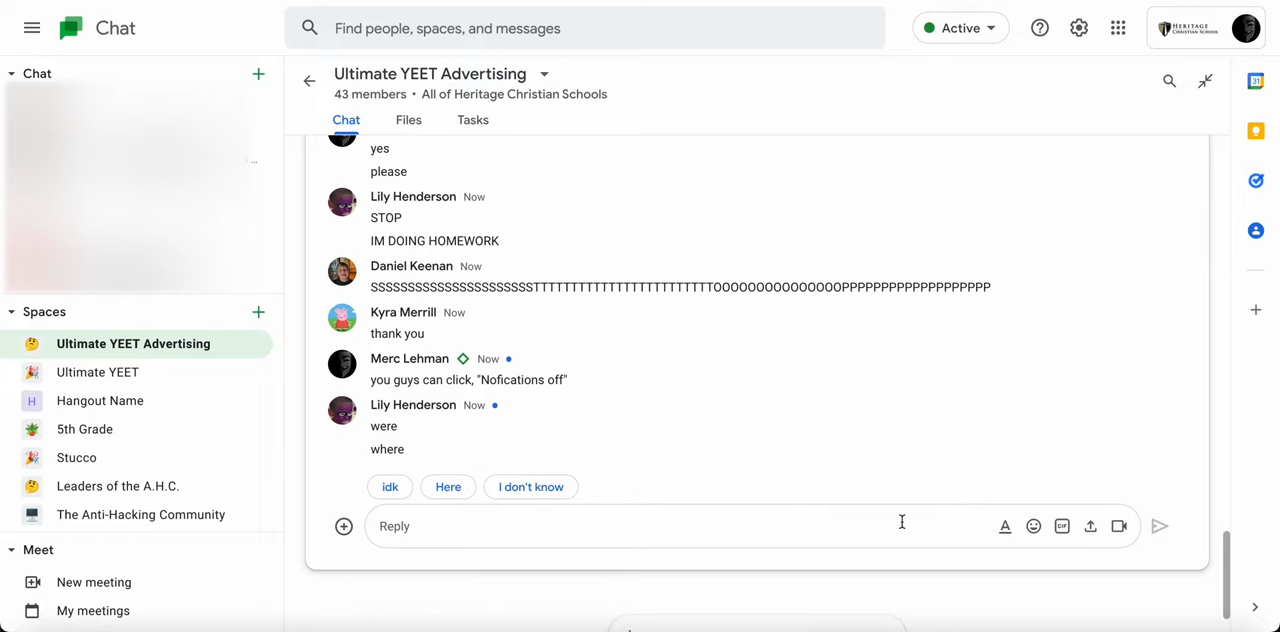 Chat
Find people, spaces, and messages
Active
HERITAGE
CHRISTIAN SCHOOL
Chat
...
Spaces
Ultimate YEET Advertising
Ultimate YEET
H Hangout Name
5th Grade
Stucco
Leaders of the A.H.C.
The Anti-Hacking Community
Meet
New meeting
My meetings
Ultimate YEET Advertising
43 members • All of Heritage Christian Schools
Chat Files Tasks
yes
please
Lily Henderson Now
STOP
IM DOING HOMEWORK
Daniel Keenan Now
SSSSSSSSSSSSSSSSSSSSSSTTTTTTTTTTTTTTTTTTTTTTTTTOOOOOOOOOOOOOOOPPPPPPPPPPPPPPPPPPP
Kyra Merrill Now
thank you
Merc Lehman Now
you guys can click, "Nofications off"
Lily Henderson Now
were
where
idk Here I don't know
Reply
A GIF
31